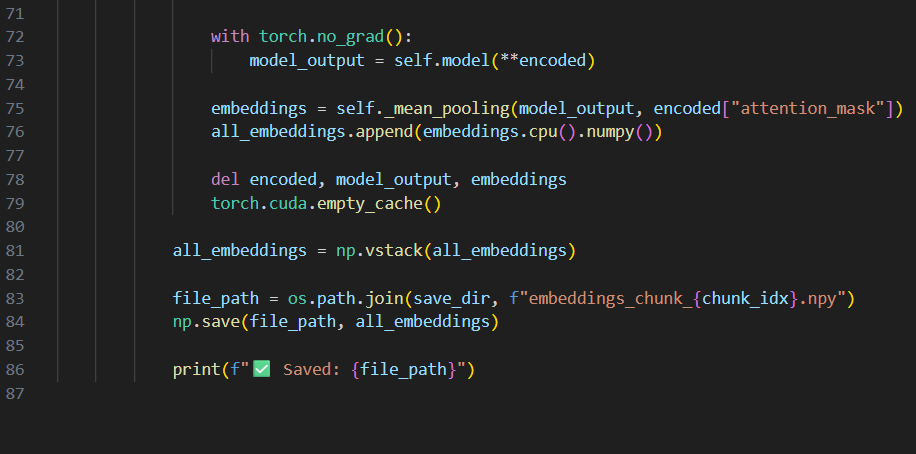 71
72 with torch.no_grad():
73 model_output = self.model(**encoded)
74
75 embeddings = self._mean_pooling(model_output, encoded["attention_mask"])
76 all_embeddings.append(embeddings.cpu().numpy())
77
78 del encoded, model_output, embeddings
79 torch.cuda.empty_cache()
80
81 all_embeddings = np.vstack(all_embeddings)
82
83 file_path = os.path.join(save_dir, f"embeddings_chunk_{chunk_idx}.npy")
84 np.save(file_path, all_embeddings)
85
86 print(f"✅ Saved: {file_path}")
87